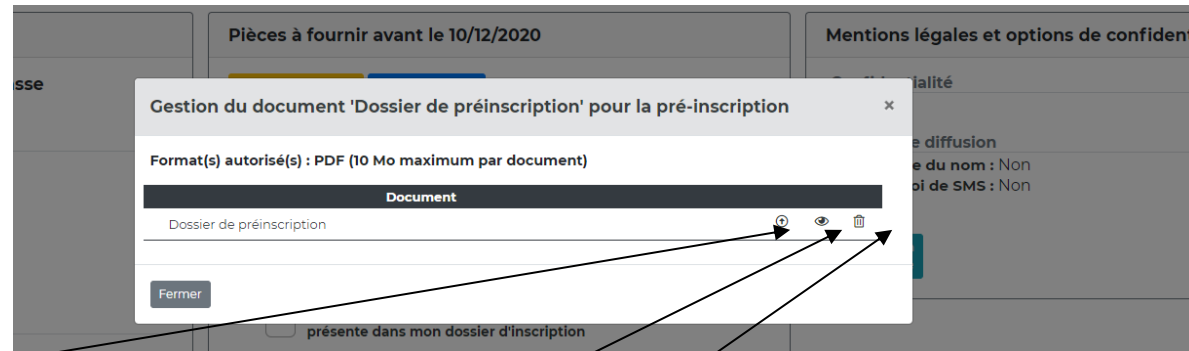 Pièces à fournir avant le 10/12/2020
Mentions légales et options de confident
sse
Gestion du document 'Dossier de préinscription' pour la pré-inscription
×
ialité
Format(s) autorisé(s) : PDF (10 Mo maximum par document)
e diffusion
e du nom : Non
oi de SMS : Non
Document
Dossier de préinscription
Fermer
présente dans mon dossier d'inscription